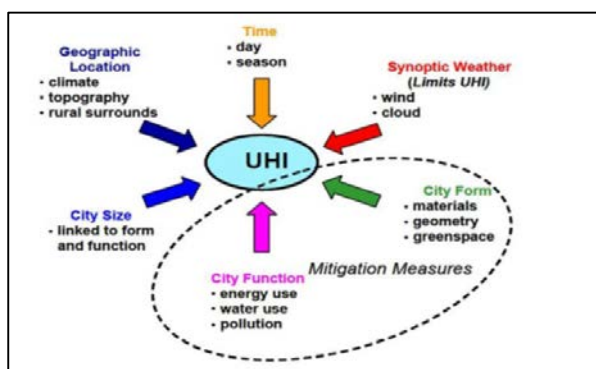 Time
- day
- season
Geographic
Location
- climate
- topography
- rural surrounds
Synoptic Weather
(Limits UHI)
- wind
- cloud
UHI
City Size
- linked to form
and function
City Form
- materials
- geometry
- greenspace
City Function
- energy use
- water use
- pollution
Mitigation Measures